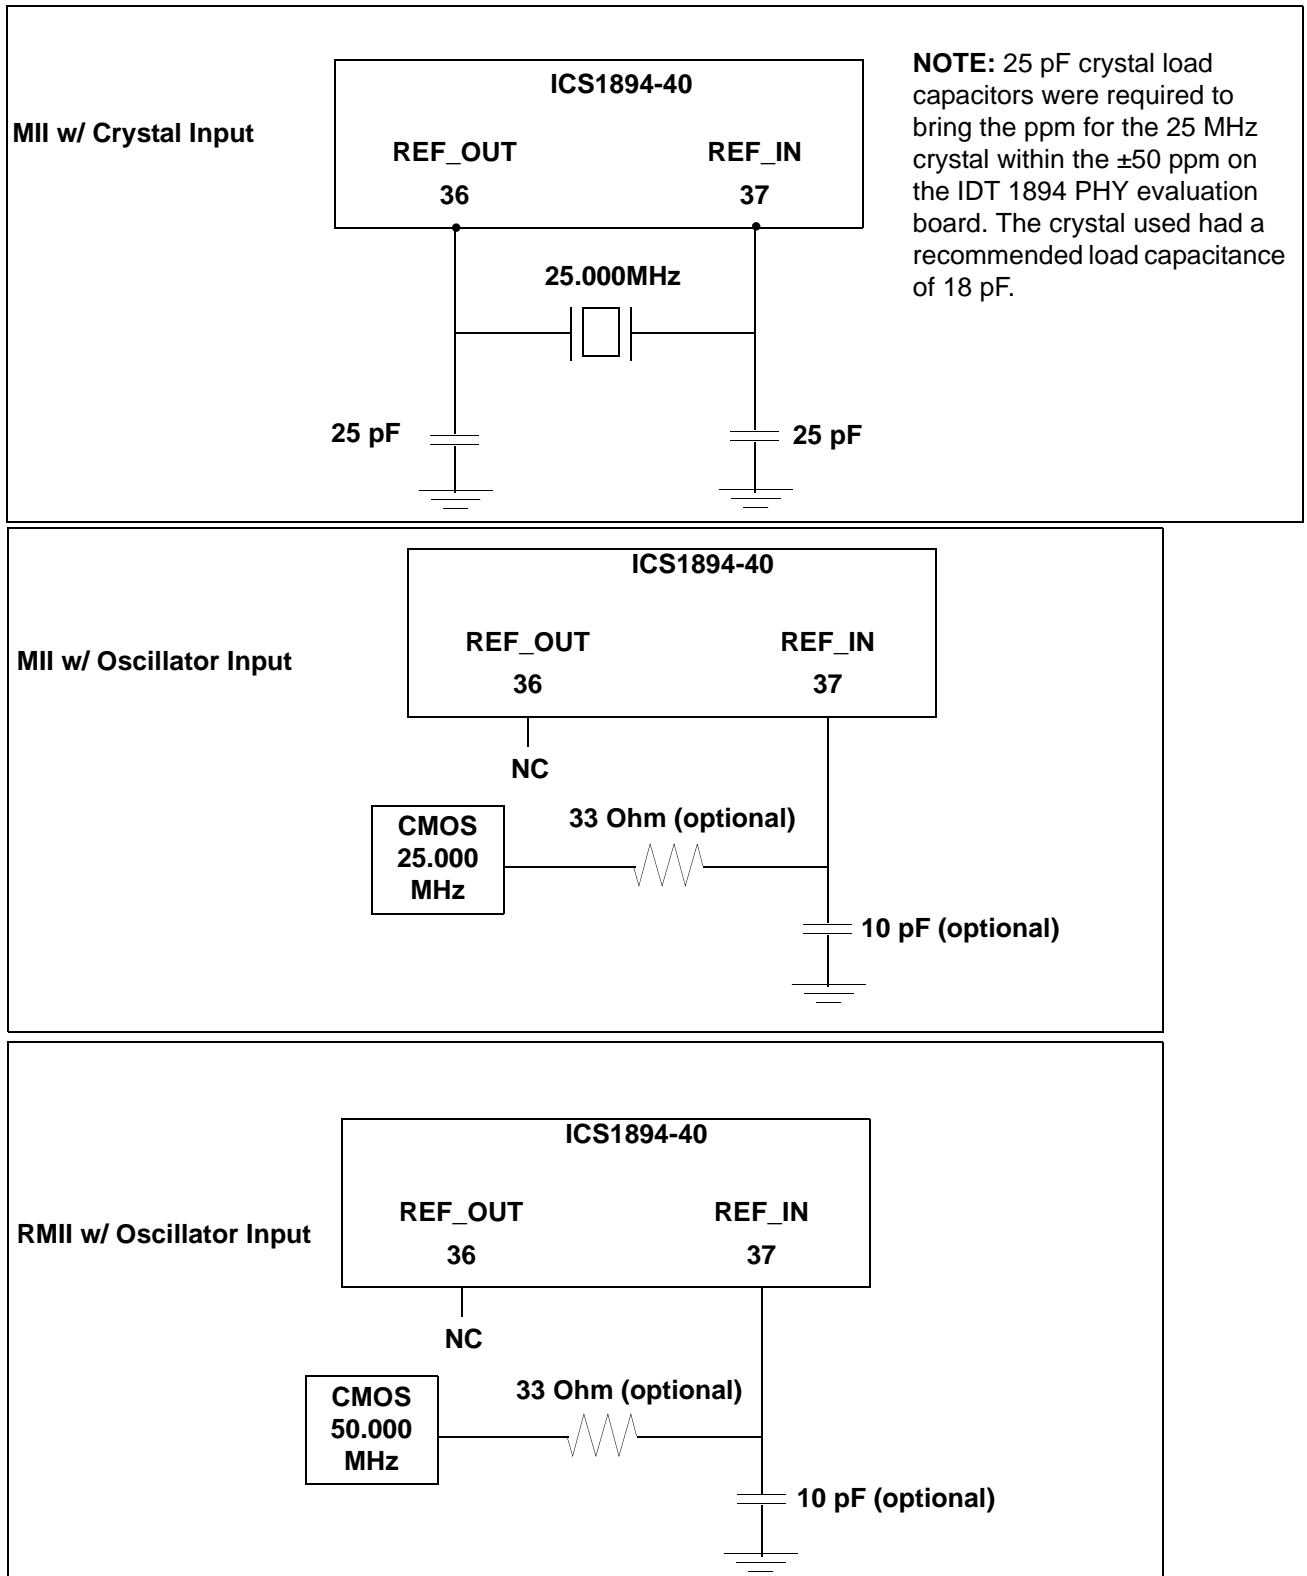 MII w/ Crystal Input
ICS1894-40
REF_OUT
REF_IN
36
37
25.000MHz
25 pF
25 pF
NOTE: 25 pF crystal load
capacitors were required to
bring the ppm for the 25 MHz
crystal within the ±50 ppm on
the IDT 1894 PHY evaluation
board. The crystal used had a
recommended load capacitance
of 18 pF.
MII w/ Oscillator Input
ICS1894-40
REF_OUT
REF_IN
36
37
NC
CMOS
25.000
MHz
33 Ohm (optional)
10 pF (optional)
RMII w/ Oscillator Input
ICS1894-40
REF_OUT
REF_IN
36
37
NC
CMOS
50.000
MHz
33 Ohm (optional)
10 pF (optional)